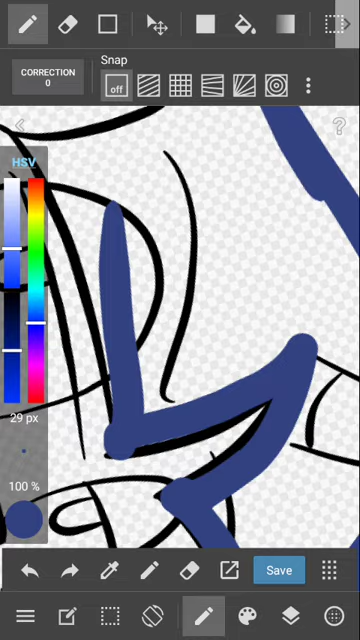 Snap
CORRECTION
0
off
?
HSV
29 px
100 %
Save